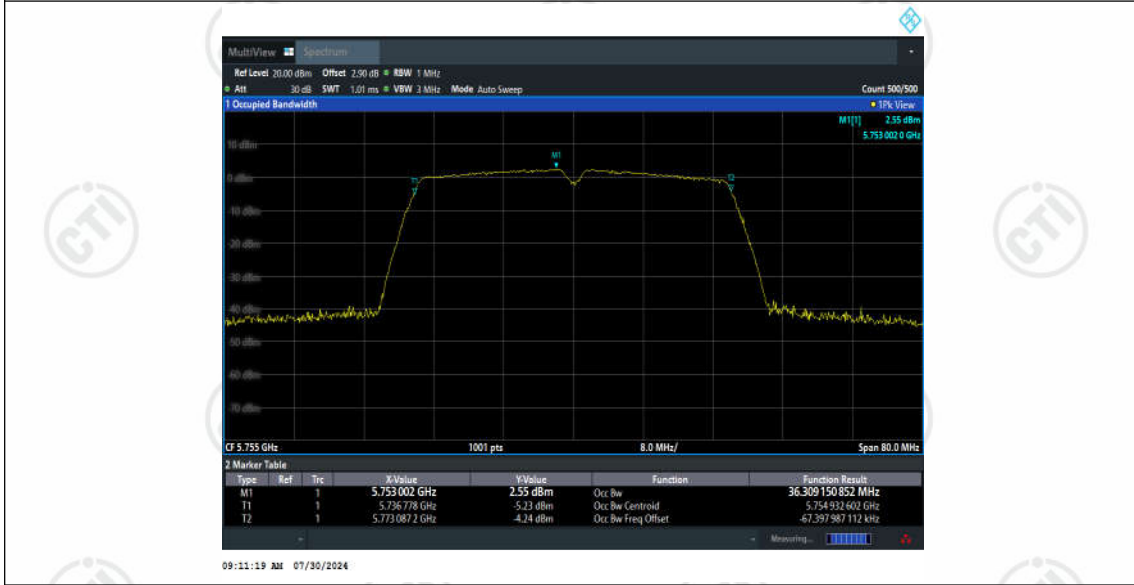 MultiView Spectrum
Ref Level 20.00 dBm Offset 2.90 dB RBW 1 MHz
Att 30 dB SWT 1.01 ms VBW 3 MHz Mode Auto Sweep Count 500/500
1 Occupied Bandwidth 1Pk View
M1[1] 2.55 dBm
5.753 002 0 GHz
10 dBm
M1
0 dBm
T1 T2
-10 dBm
-20 dBm
-30 dBm
-40 dBm
-50 dBm
-60 dBm
-70 dBm
CF 5.755 GHz 1001 pts 8.0 MHz/ Span 80.0 MHz
2 Marker Table
Type Ref Trc X-Value Y-Value Function Function Result
M1 1 5.753 002 GHz 2.55 dBm Occ Bw 36.309 150 852 MHz
T1 1 5.736 778 GHz -5.23 dBm Occ Bw Centroid 5.754 932 602 GHz
T2 1 5.773 087 2 GHz -4.24 dBm Occ Bw Freq Offset -67.397 987 112 kHz
Measuring...
09:11:19 AM 07/30/2024
CTI
CTI